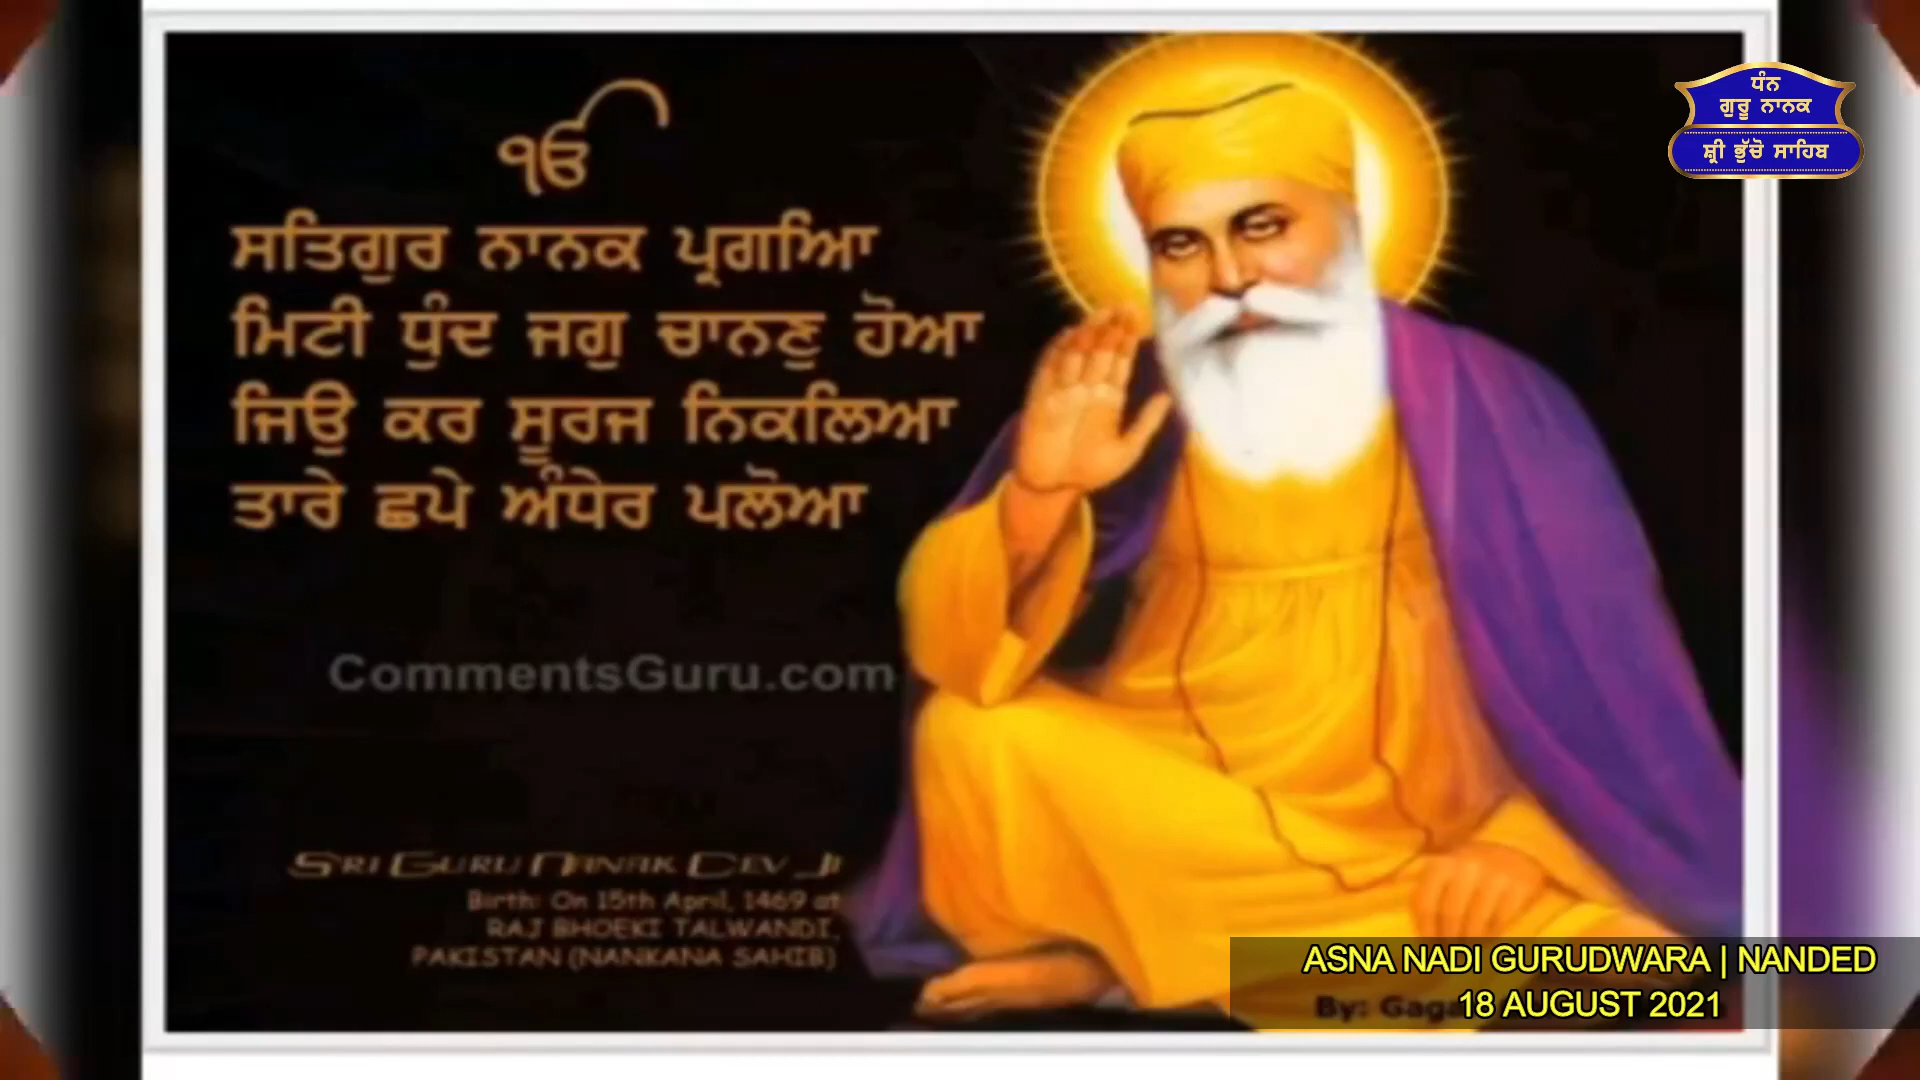 ੴ
ਸਤਿਗੁਰ ਨਾਨਕ ਪ੍ਰਗਆਿ
ਮਿਟੀ ਧੁੰਦ ਜਗੁ ਚਾਨਣੁ ਹੋਆ
ਜਿਉ ਕਰ ਸੂਰਜ ਨਿਕਲਿਆ
ਤਾਰੇ ਛਪੇ ਅੰਧੇਰ ਪਲੋਆ
CommentsGuru.com
SRI GURU NANAK DEV JI
Birth: On 15th April, 1469 at
RAJ BHOEKI TALWANDI,
PAKISTAN (NANKANA SAHIB)
ਧੰਨ
ਗੁਰੂ ਨਾਨਕ
ਸ਼੍ਰੀ ਭੁੱਚੋ ਸਾਹਿਬ
ASNA NADI GURUDWARA | NANDED
18 AUGUST 2021
By: